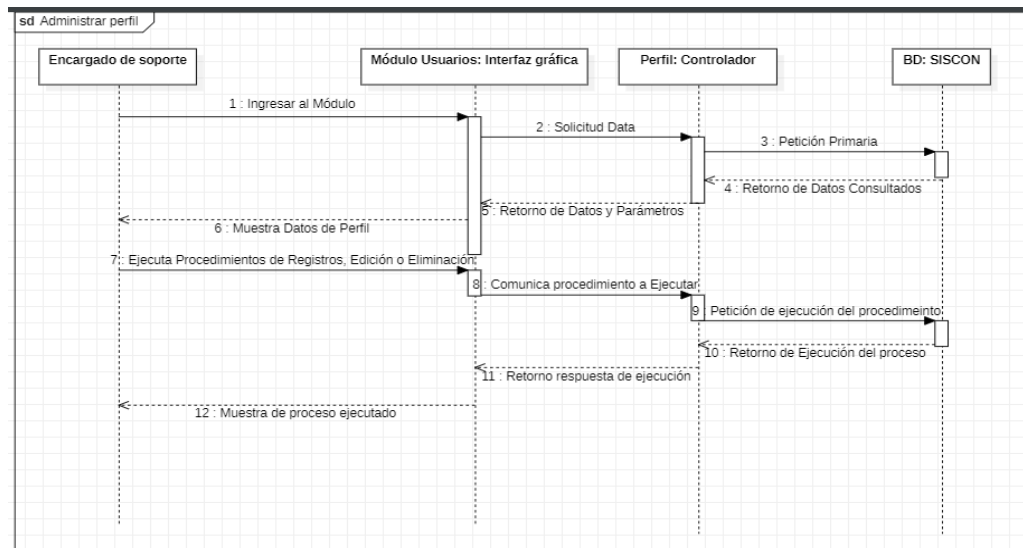 sd Administrar perfil
Encargado de soporte
Módulo Usuarios: Interfaz gráfica
Perfil: Controlador
BD: SISCON
1 : Ingresar al Módulo
2 : Solicitud Data
3 : Petición Primaria
4 : Retorno de Datos Consultados
5 : Retorno de Datos y Parámetros
6 : Muestra Datos de Perfil
7 : Ejecuta Procedimientos de Registros, Edición o Eliminación
8 : Comunica procedimiento a Ejecutar
9 : Petición de ejecución del procedimeinto
10 : Retorno de Ejecución del proceso
11 : Retorno respuesta de ejecución
12 : Muestra de proceso ejecutado